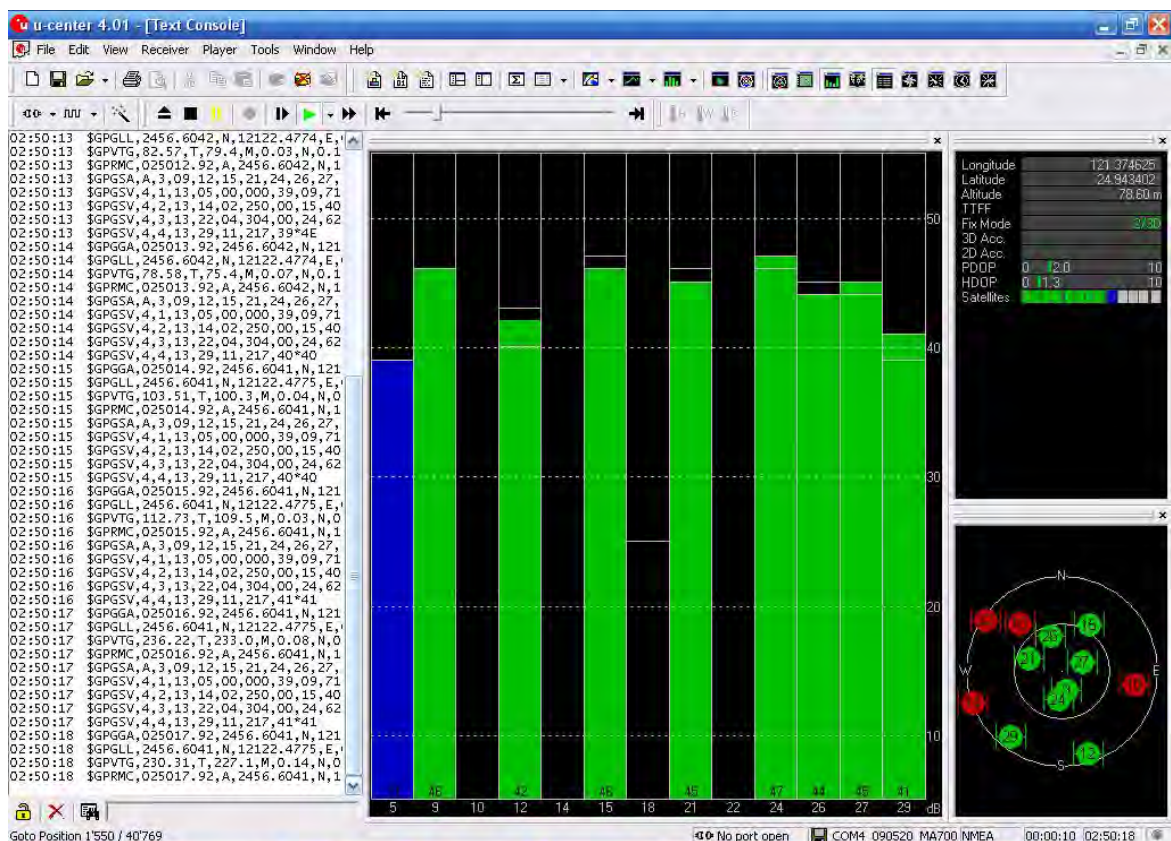 u-center 4.01 - [Text Console]
File Edit View Receiver Player Tools Window Help
02:50:13 $GPGLL,2456.6042,N,12122.4774,E,
02:50:13 $GPVTG,82.57,T,79.4,M,0.03,N,0.1
02:50:13 $GPRMC,025012.92,A,2456.6042,N,1
02:50:13 $GPGSA,A,3,09,12,15,21,24,26,27,
02:50:13 $GPGSV,4,1,13,05,00,000,39,09,71
02:50:13 $GPGSV,4,2,13,14,02,250,00,15,40
02:50:13 $GPGSV,4,3,13,22,04,304,00,24,62
02:50:13 $GPGSV,4,4,13,29,11,217,39*4E
02:50:14 $GPGGA,025013.92,2456.6042,N,121
02:50:14 $GPGLL,2456.6042,N,12122.4774,E,
02:50:14 $GPVTG,78.58,T,75.4,M,0.07,N,0.1
02:50:14 $GPRMC,025013.92,A,2456.6042,N,1
02:50:14 $GPGSA,A,3,09,12,15,21,24,26,27,
02:50:14 $GPGSV,4,1,13,05,00,000,39,09,71
02:50:14 $GPGSV,4,2,13,14,02,250,00,15,40
02:50:14 $GPGSV,4,3,13,22,04,304,00,24,62
02:50:14 $GPGSV,4,4,13,29,11,217,40*40
02:50:15 $GPGGA,025014.92,2456.6041,N,121
02:50:15 $GPGLL,2456.6041,N,12122.4775,E,
02:50:15 $GPVTG,103.51,T,100.3,M,0.04,N,0
02:50:15 $GPRMC,025014.92,A,2456.6041,N,1
02:50:15 $GPGSA,A,3,09,12,15,21,24,26,27,
02:50:15 $GPGSV,4,1,13,05,00,000,39,09,71
02:50:15 $GPGSV,4,2,13,14,02,250,00,15,40
02:50:15 $GPGSV,4,3,13,22,04,304,00,24,62
02:50:15 $GPGSV,4,4,13,29,11,217,40*40
02:50:16 $GPGGA,025015.92,2456.6041,N,121
02:50:16 $GPGLL,2456.6041,N,12122.4775,E,
02:50:16 $GPVTG,112.73,T,109.5,M,0.03,N,0
02:50:16 $GPRMC,025015.92,A,2456.6041,N,1
02:50:16 $GPGSA,A,3,09,12,15,21,24,26,27,
02:50:16 $GPGSV,4,1,13,05,00,000,39,09,71
02:50:16 $GPGSV,4,2,13,14,02,250,00,15,40
02:50:16 $GPGSV,4,3,13,22,04,304,00,24,62
02:50:16 $GPGSV,4,4,13,29,11,217,41*41
02:50:17 $GPGGA,025016.92,2456.6041,N,121
02:50:17 $GPGLL,2456.6041,N,12122.4775,E,
02:50:17 $GPVTG,236.22,T,233.0,M,0.08,N,0
02:50:17 $GPRMC,025016.92,A,2456.6041,N,1
02:50:17 $GPGSA,A,3,09,12,15,21,24,26,27,
02:50:17 $GPGSV,4,1,13,05,00,000,39,09,71
02:50:17 $GPGSV,4,2,13,14,02,250,00,15,40
02:50:17 $GPGSV,4,3,13,22,04,304,00,24,62
02:50:17 $GPGSV,4,4,13,29,11,217,41*41
02:50:18 $GPGGA,025017.92,2456.6041,N,121
02:50:18 $GPGLL,2456.6041,N,12122.4775,E,
02:50:18 $GPVTG,230.31,T,227.1,M,0.14,N,0
02:50:18 $GPRMC,025017.92,A,2456.6041,N,1
50
40
30
20
10
46 42 46 45 47 44 45 41
5 9 10 12 14 15 18 21 22 24 26 27 29 dB
Longitude 121.374625
Latitude 24.943402
Altitude 78.60 m
TTFF
Fix Mode 2/3D
3D Acc.
2D Acc.
PDOP 0 2.0 10
HDOP 0 1.3 10
Satellites
N
26 15
21 27
W E
24
29 12
S
Goto Position 1'550 / 40'769
No port open
COM4_090520_MA700 NMEA
00:00:10 02:50:18